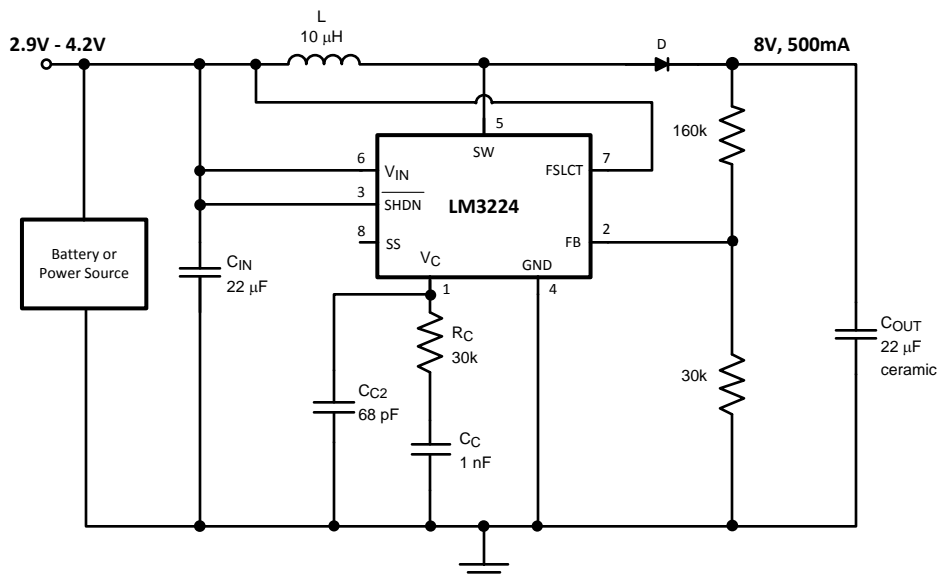 L
10 μH
2.9V - 4.2V
D
8V, 500mA
5
SW
160k
6
VIN
FSLCT
7
3
SHDN
LM3224
8
SS
FB
2
VC
GND
1
4
Battery or
Power Source
CIN
22 μF
RC
30k
COUT
22 μF
ceramic
30k
CC2
68 pF
CC
1 nF